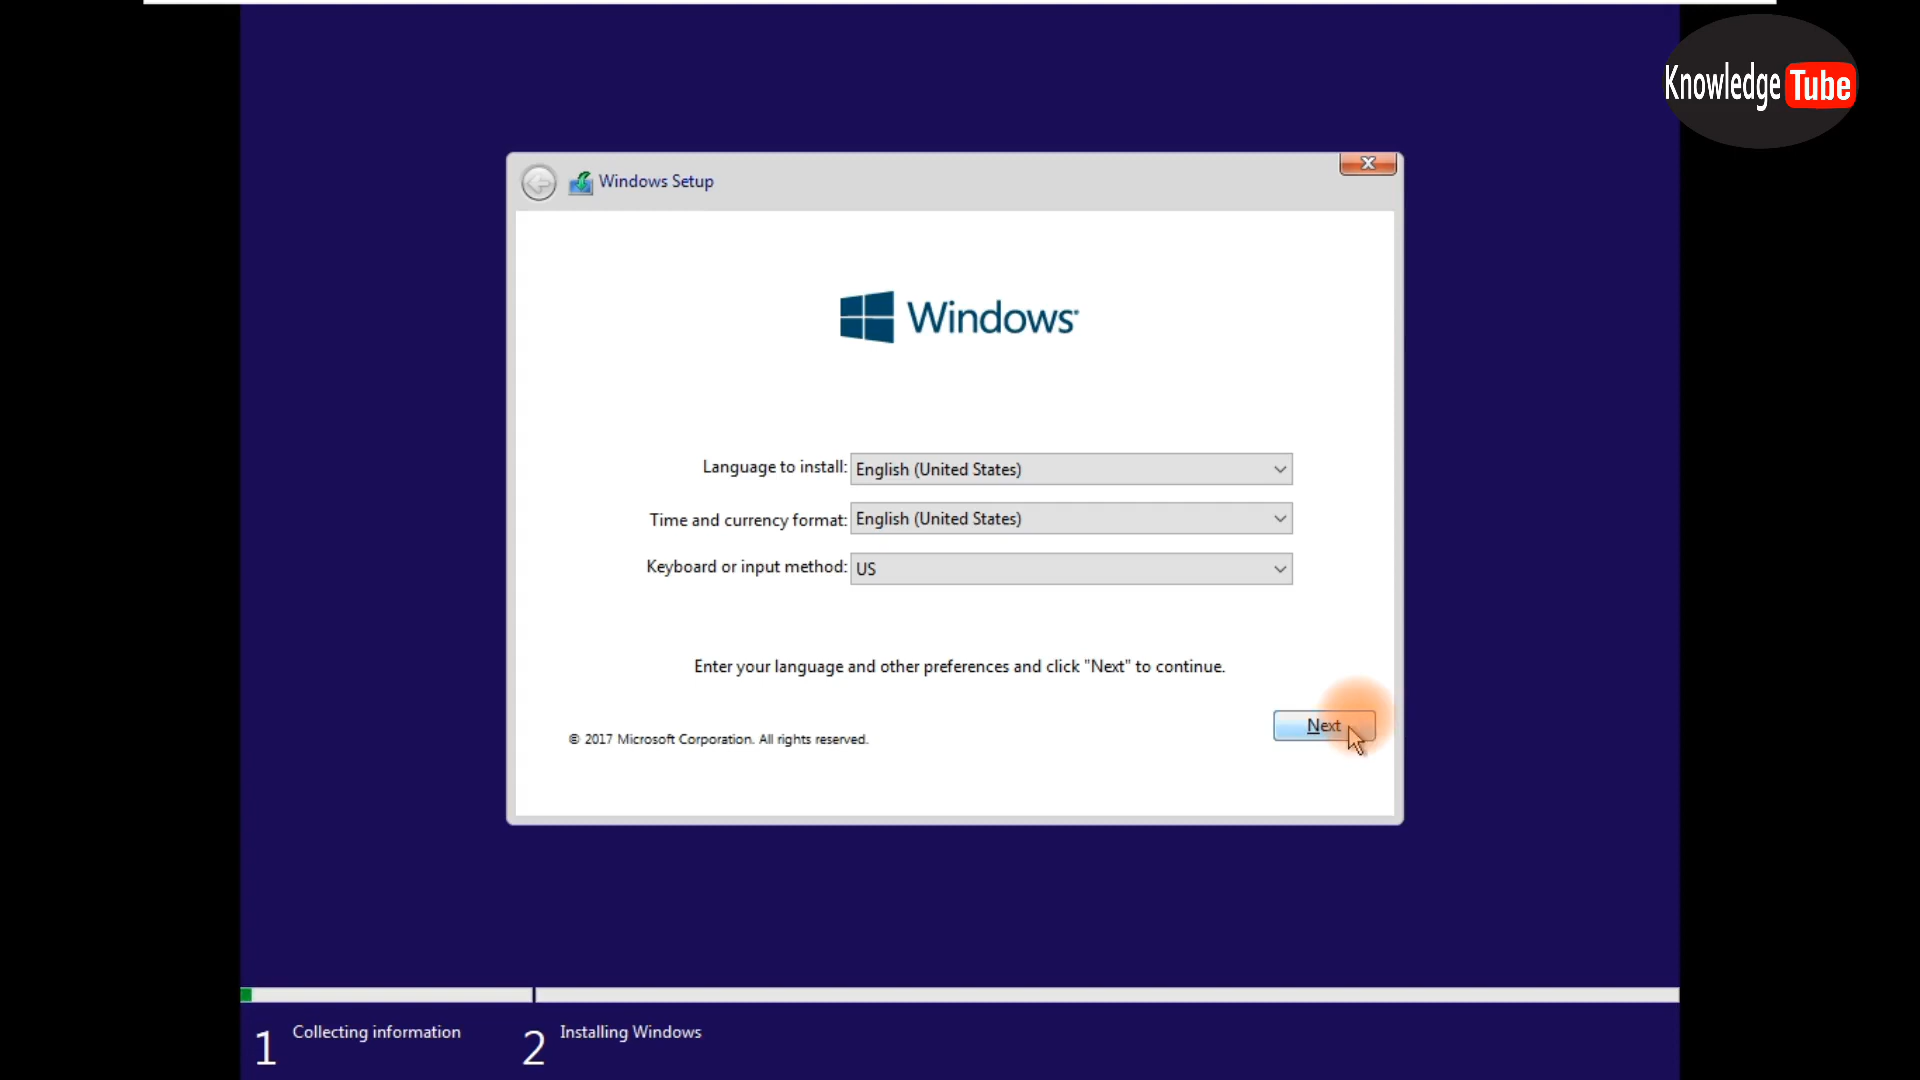 Knowledge Tube
Windows Setup
Windows
Language to install: English (United States)
Time and currency format: English (United States)
Keyboard or input method: US
Enter your language and other preferences and click "Next" to continue.
Next
© 2017 Microsoft Corporation. All rights reserved.
1 Collecting information 2 Installing Windows